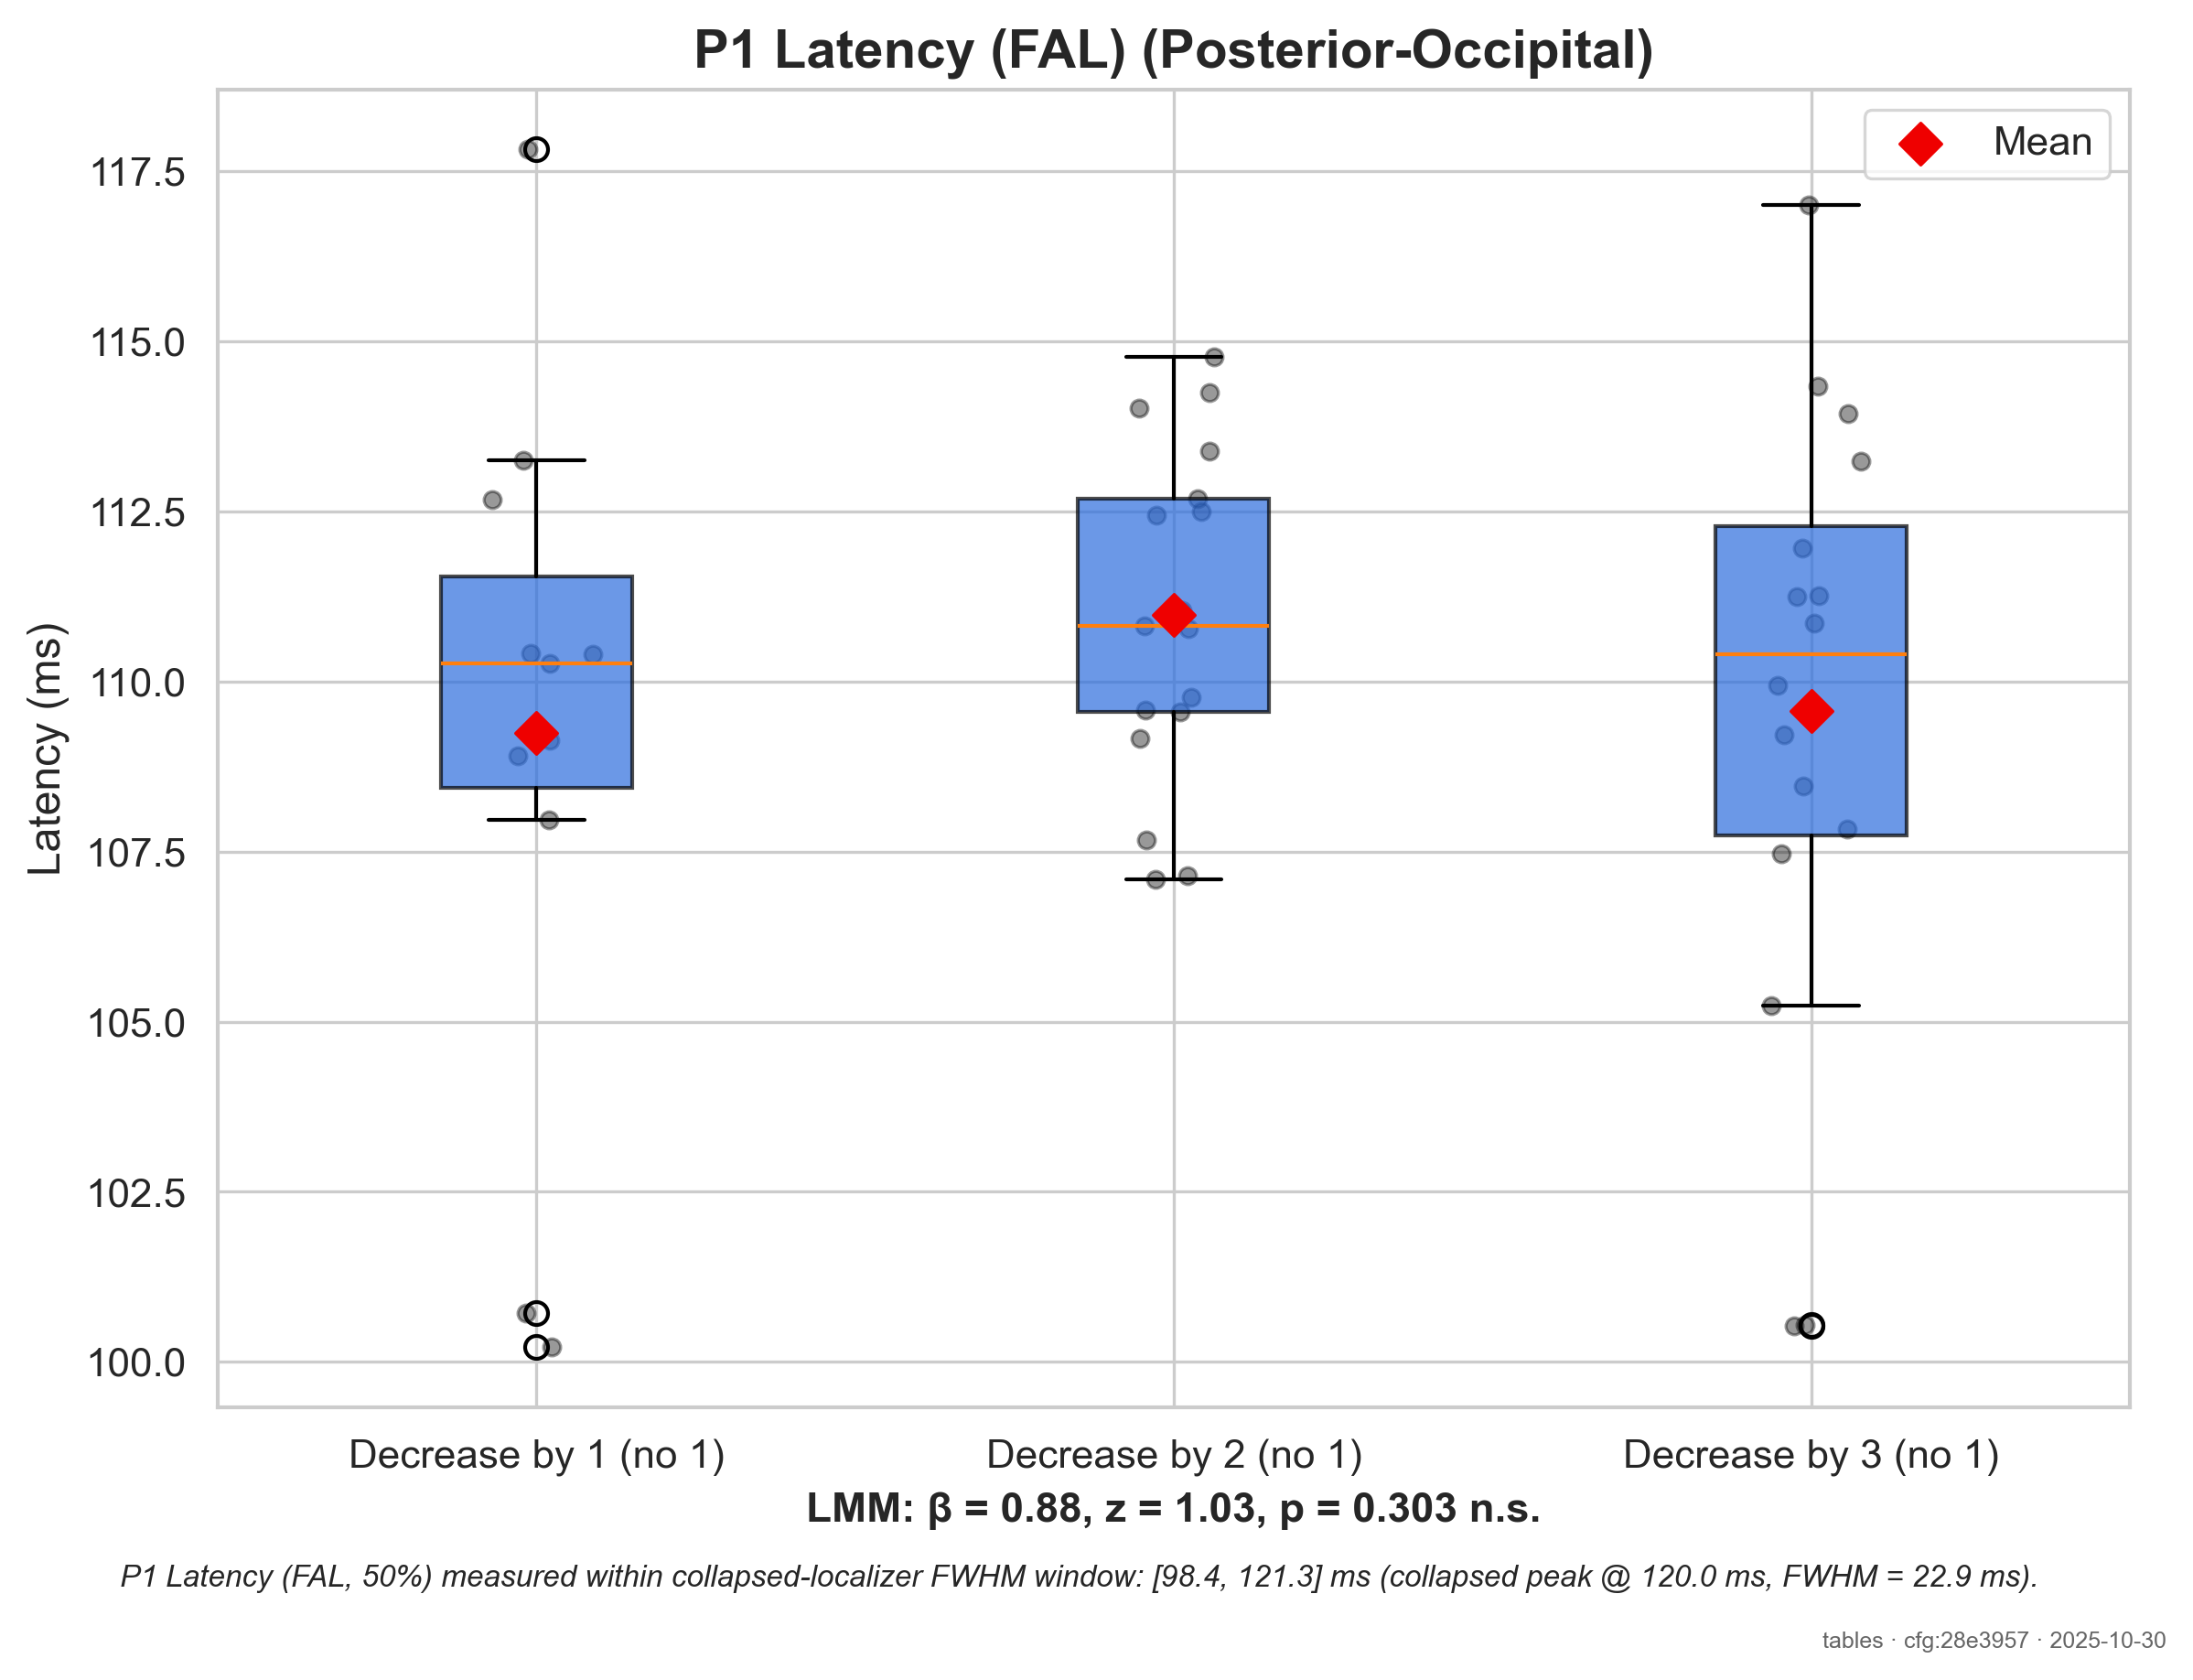 P1 Latency (FAL) (Posterior-Occipital)
Mean
Latency (ms)
117.5
115.0
112.5
110.0
107.5
105.0
102.5
100.0
Decrease by 1 (no 1)
Decrease by 2 (no 1)
Decrease by 3 (no 1)
LMM: β = 0.88, z = 1.03, p = 0.303 n.s.
P1 Latency (FAL, 50%) measured within collapsed-localizer FWHM window: [98.4, 121.3] ms (collapsed peak @ 120.0 ms, FWHM = 22.9 ms).
tables · cfg:28e3957 · 2025-10-30